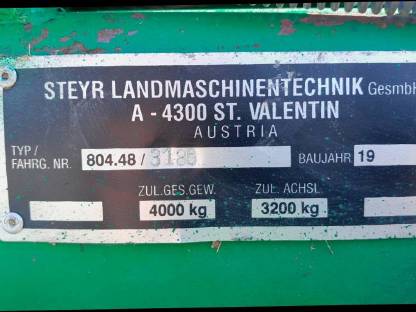 STEYR LANDMASCHINENTECHNIK GesmbH
A - 4300 ST. VALENTIN
AUSTRIA
TYP/ FAHRG. NR. 804.48 / BAUJAHR 19
ZUL.GES.GEW. ZUL. ACHSL
4000 kg 3200 kg